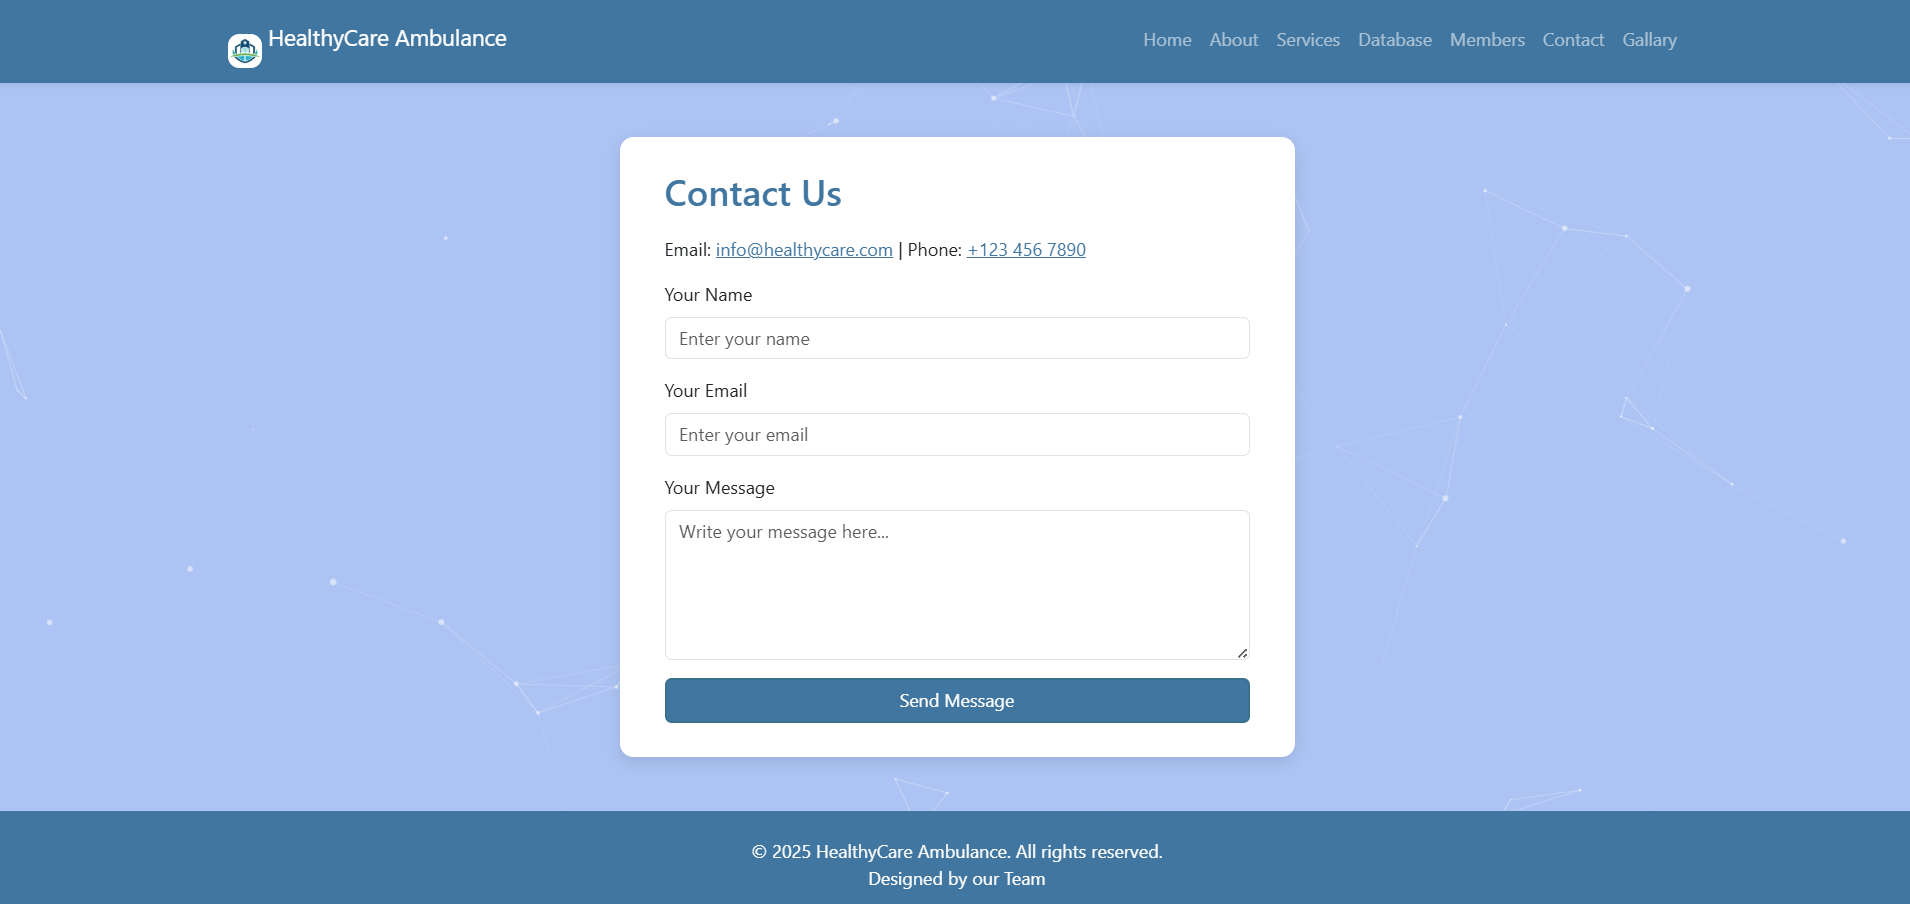 HealthyCare Ambulance
Home About Services Database Members Contact Gallary
Contact Us
Email: info@healthycare.com | Phone: +123 456 7890
Your Name
Enter your name
Your Email
Enter your email
Your Message
Write your message here...
Send Message
© 2025 HealthyCare Ambulance. All rights reserved.
Designed by our Team